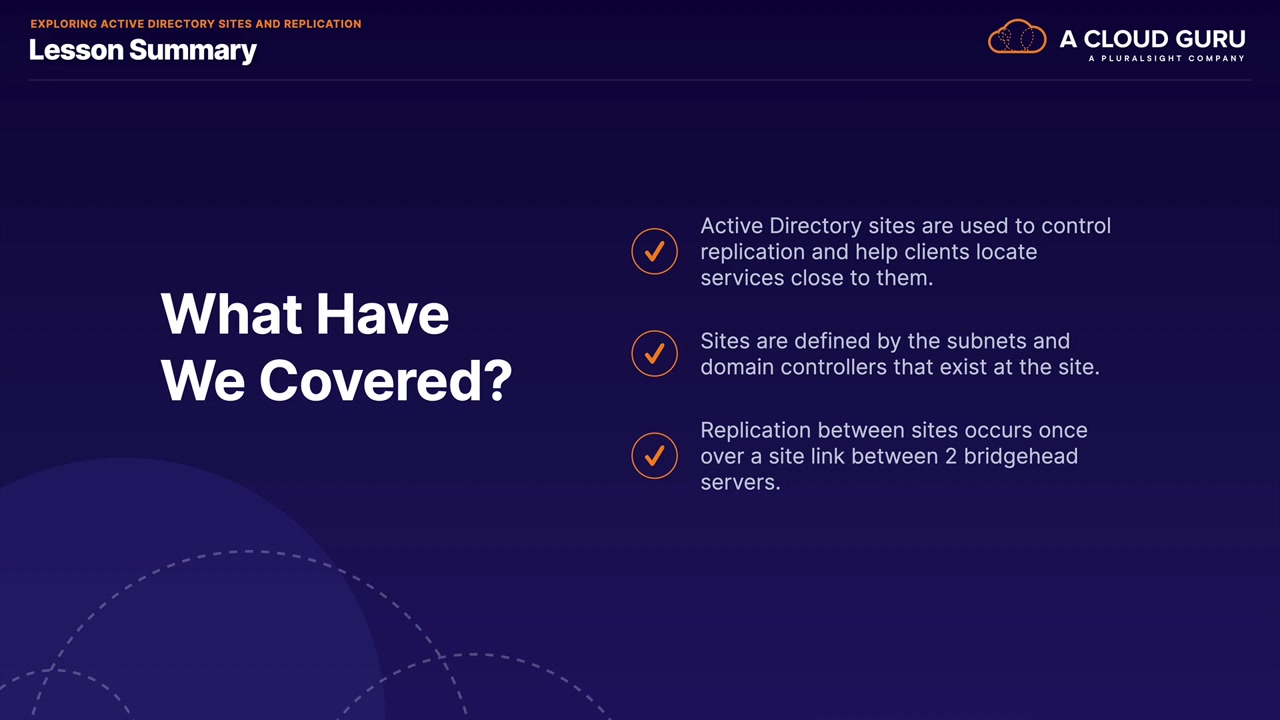 EXPLORING ACTIVE DIRECTORY SITES AND REPLICATION
Lesson Summary
A CLOUD GURU
A PLURALSIGHT COMPANY
What Have
We Covered?
Active Directory sites are used to control
replication and help clients locate
services close to them.
Sites are defined by the subnets and
domain controllers that exist at the site.
Replication between sites occurs once
over a site link between 2 bridgehead
servers.